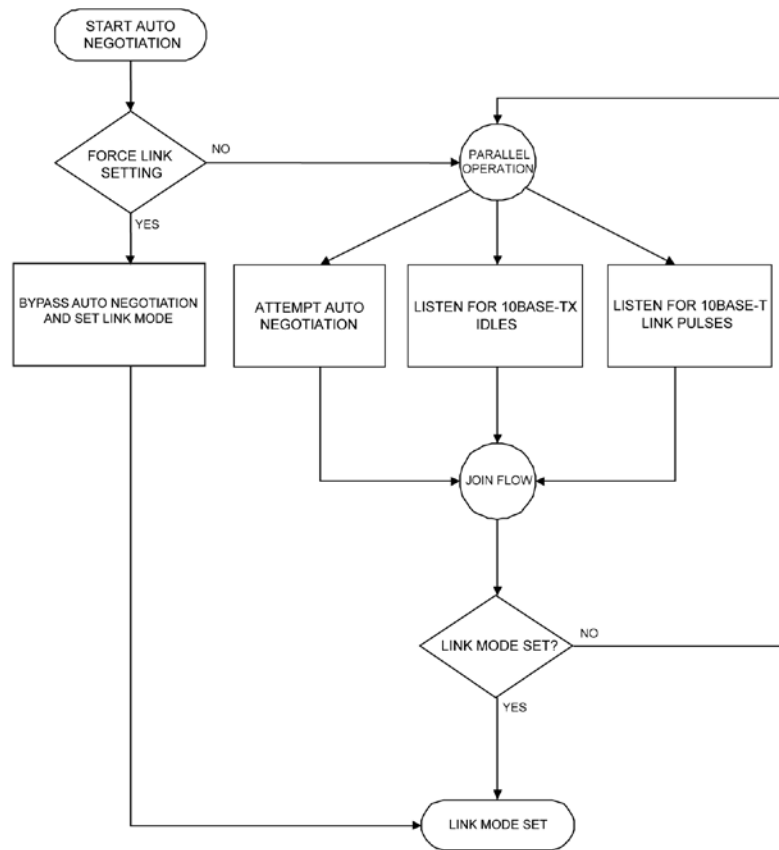 START AUTO
NEGOTIATION
FORCE LINK
SETTING
NO
YES
PARALLEL
OPERATION
BYPASS AUTO NEGOTIATION
AND SET LINK MODE
ATTEMPT AUTO
NEGOTIATION
LISTEN FOR 10BASE-TX
IDLES
LISTEN FOR 10BASE-T
LINK PULSES
JOIN FLOW
LINK MODE SET?
NO
YES
LINK MODE SET